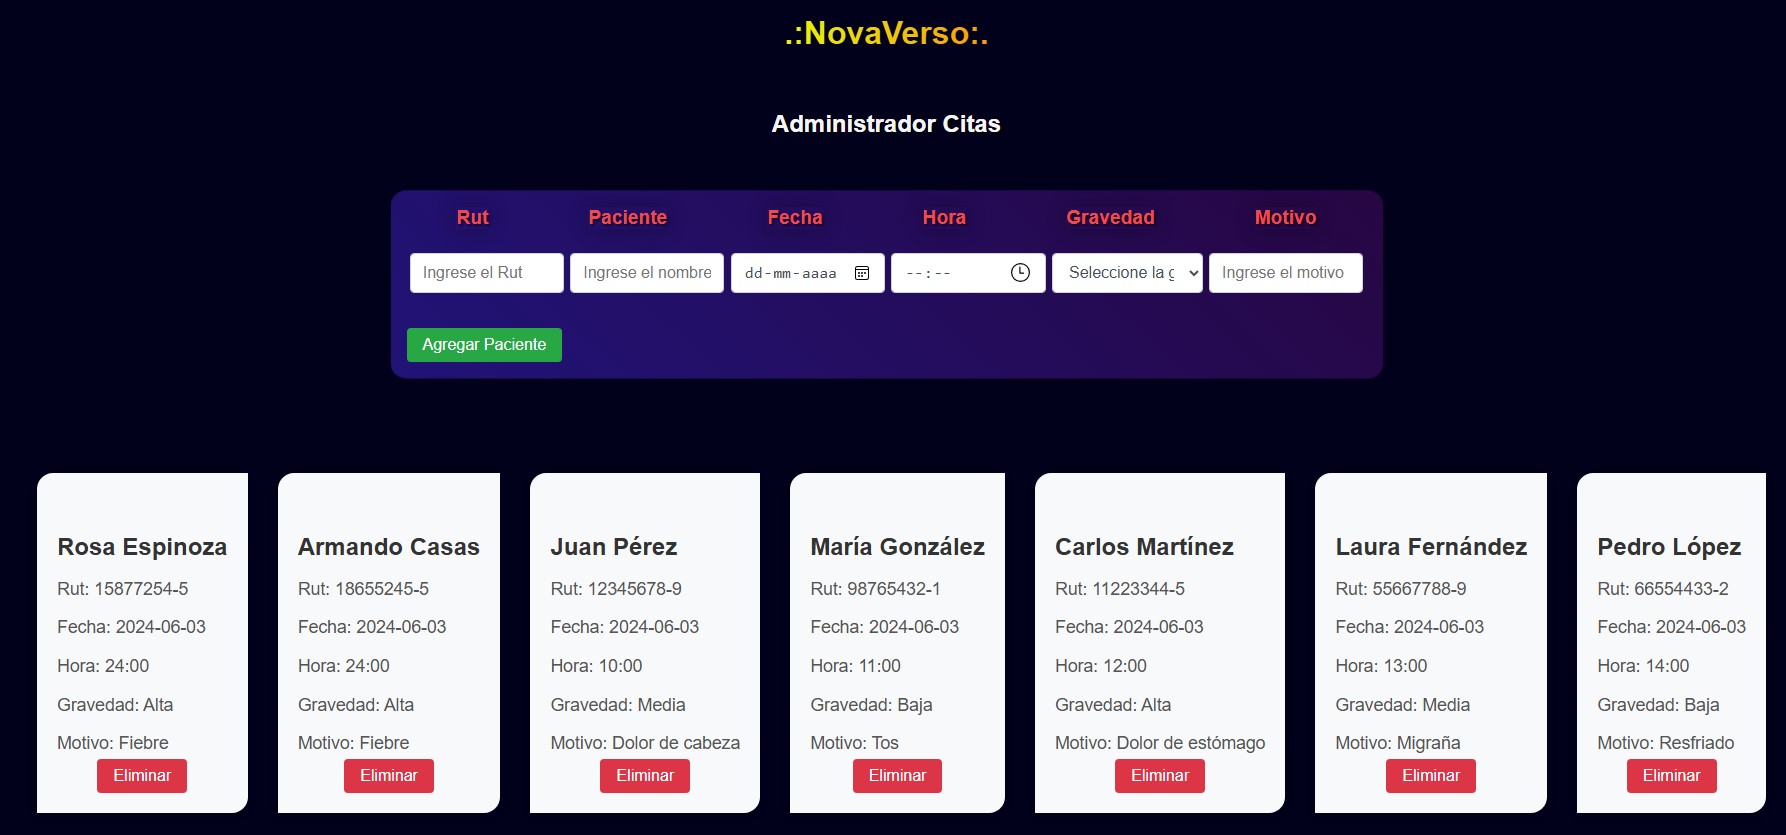 .:NovaVerso:.
Administrador Citas
Rut Paciente Fecha Hora Gravedad Motivo
Ingrese el Rut Ingrese el nombre dd-mm-aaaa --:-- Seleccione la g Ingrese el motivo
Agregar Paciente
Rosa Espinoza
Rut: 15877254-5
Fecha: 2024-06-03
Hora: 24:00
Gravedad: Alta
Motivo: Fiebre
Eliminar
Armando Casas
Rut: 18655245-5
Fecha: 2024-06-03
Hora: 24:00
Gravedad: Alta
Motivo: Fiebre
Eliminar
Juan Pérez
Rut: 12345678-9
Fecha: 2024-06-03
Hora: 10:00
Gravedad: Media
Motivo: Dolor de cabeza
Eliminar
María González
Rut: 98765432-1
Fecha: 2024-06-03
Hora: 11:00
Gravedad: Baja
Motivo: Tos
Eliminar
Carlos Martínez
Rut: 11223344-5
Fecha: 2024-06-03
Hora: 12:00
Gravedad: Alta
Motivo: Dolor de estómago
Eliminar
Laura Fernández
Rut: 55667788-9
Fecha: 2024-06-03
Hora: 13:00
Gravedad: Media
Motivo: Migraña
Eliminar
Pedro López
Rut: 66554433-2
Fecha: 2024-06-03
Hora: 14:00
Gravedad: Baja
Motivo: Resfriado
Eliminar